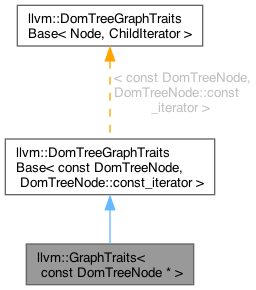 llvm::DomTreeGraphTraits
Base< Node, ChildIterator >
< const DomTreeNode,
DomTreeNode::const
_iterator >
llvm::DomTreeGraphTraits
Base< const DomTreeNode,
DomTreeNode::const_iterator >
llvm::GraphTraits<
const DomTreeNode * >